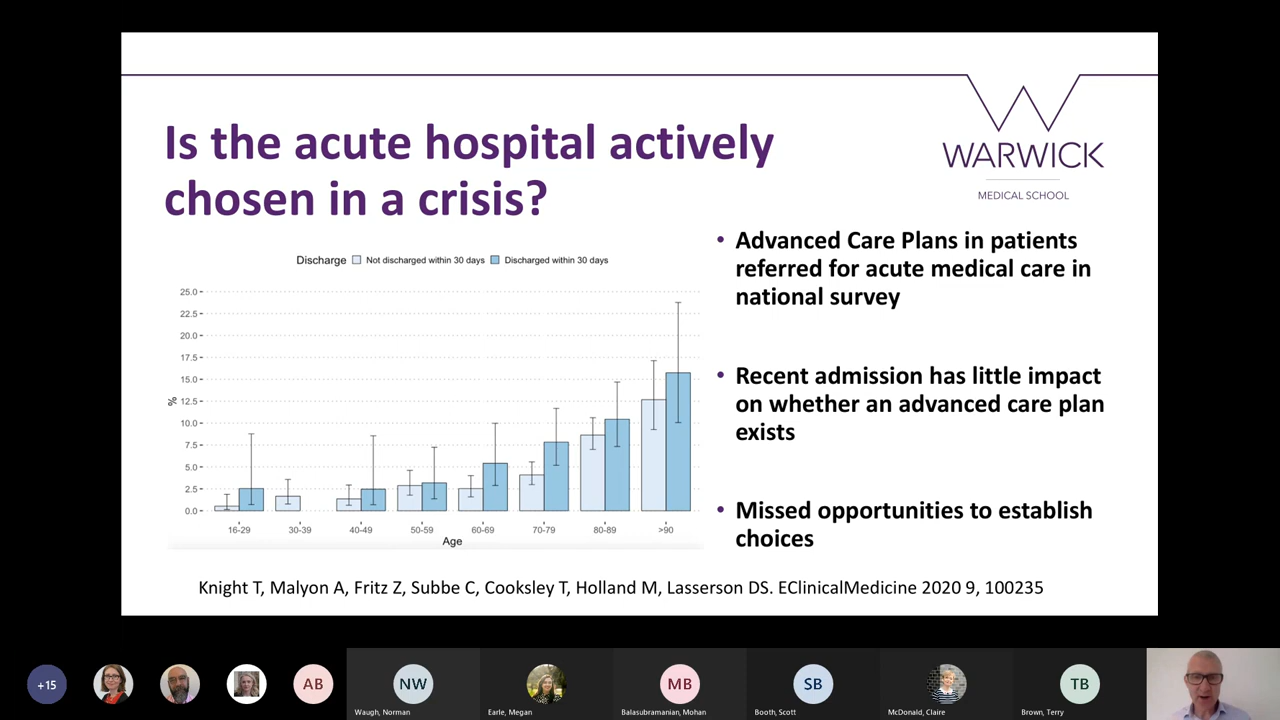 Is the acute hospital actively
chosen in a crisis?
WARWICK
MEDICAL SCHOOL
Discharge Not discharged within 30 days Discharged within 30 days
25.0
22.5
20.0
17.5
15.0
12.5
10.0
7.5
5.0
2.5
0.0
%
16-29 30-39 40-49 50-59 60-69 70-79 80-89 >90
Age
• Advanced Care Plans in patients
referred for acute medical care in
national survey
• Recent admission has little impact
on whether an advanced care plan
exists
• Missed opportunities to establish
choices
Knight T, Malyon A, Fritz Z, Subbe C, Cooksley T, Holland M, Lasserson DS. EClinicalMedicine 2020 9, 100235
+15 AB NW MB SB TB
Waugh, Norman Earle, Megan Balasubramanian, Mohan Booth, Scott McDonald, Claire Brown, Terry